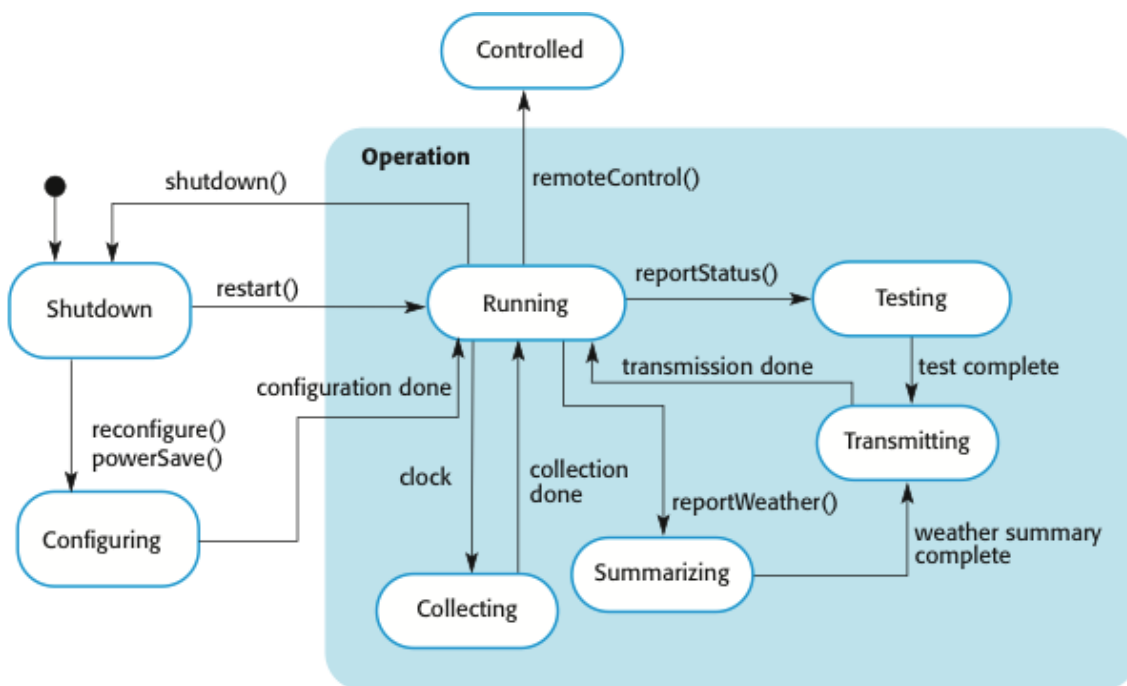 Controlled
Operation
shutdown()
remoteControl()
Shutdown
restart()
Running
reportStatus()
Testing
configuration done
transmission done
test complete
reconfigure()
powerSave()
Transmitting
clock
collection
done
reportWeather()
Configuring
Summarizing
weather summary
complete
Collecting